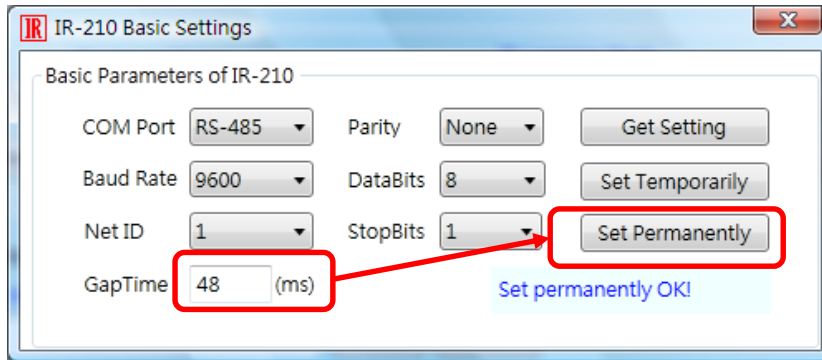 IR IR-210 Basic Settings
Basic Parameters of IR-210
COM Port RS-485 Parity None Get Setting
Baud Rate 9600 DataBits 8 Set Temporarily
Net ID 1 StopBits 1 Set Permanently
GapTime 48 (ms) Set permanently OK!